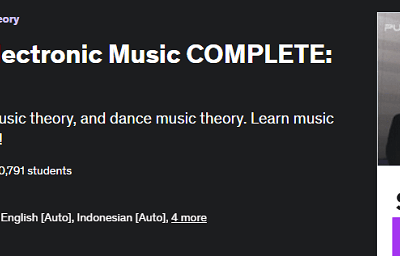 eory
lectronic Music COMPLETE:
usic theory, and dance music theory. Learn music
!
0,791 students
English [Auto], Indonesian [Auto], 4 more
PU
S